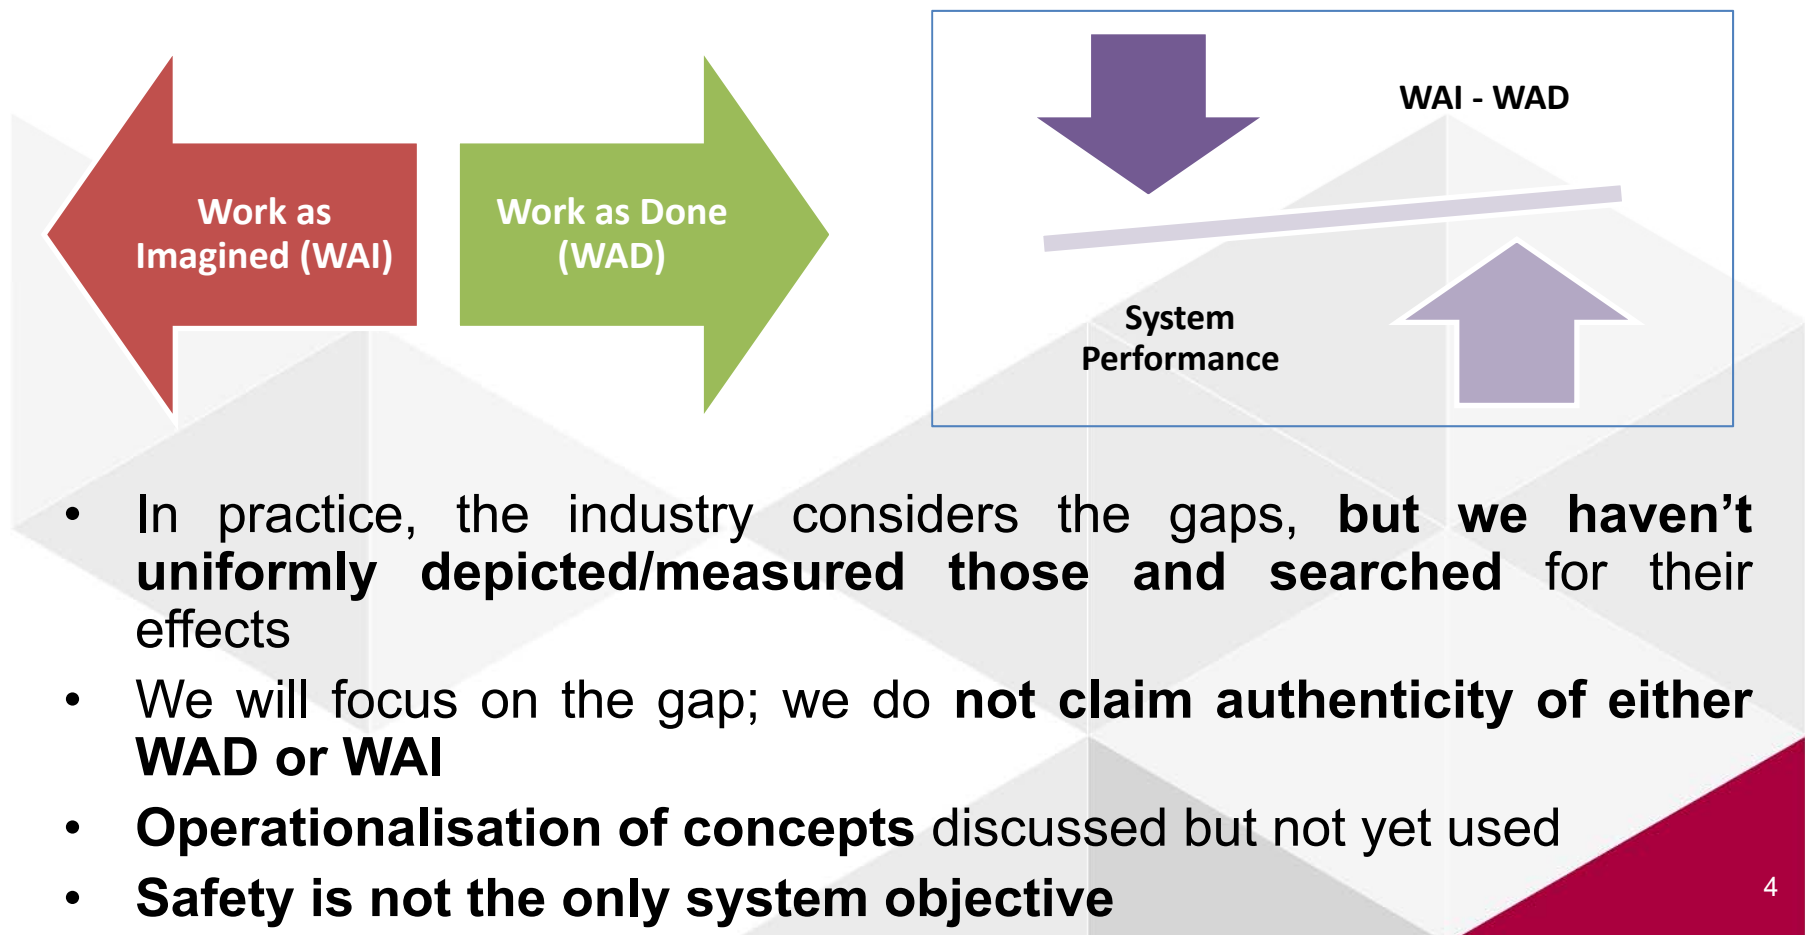 Work as
Imagined (WAI)
Work as Done
(WAD)
WAI - WAD
System
Performance
• In practice, the industry considers the gaps, but we haven’t
uniformly depicted/measured those and searched for their
effects
• We will focus on the gap; we do not claim authenticity of either
WAD or WAI
• Operationalisation of concepts discussed but not yet used
• Safety is not the only system objective
4